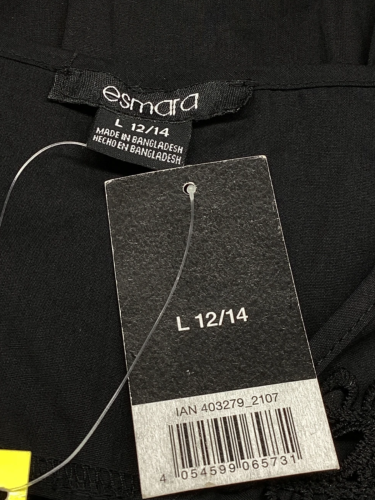 esmara
L 12/14
MADE IN BANGLADESH
HECHO EN BANGLADESH
L 12/14
IAN 403279_2107
4 054599 065731